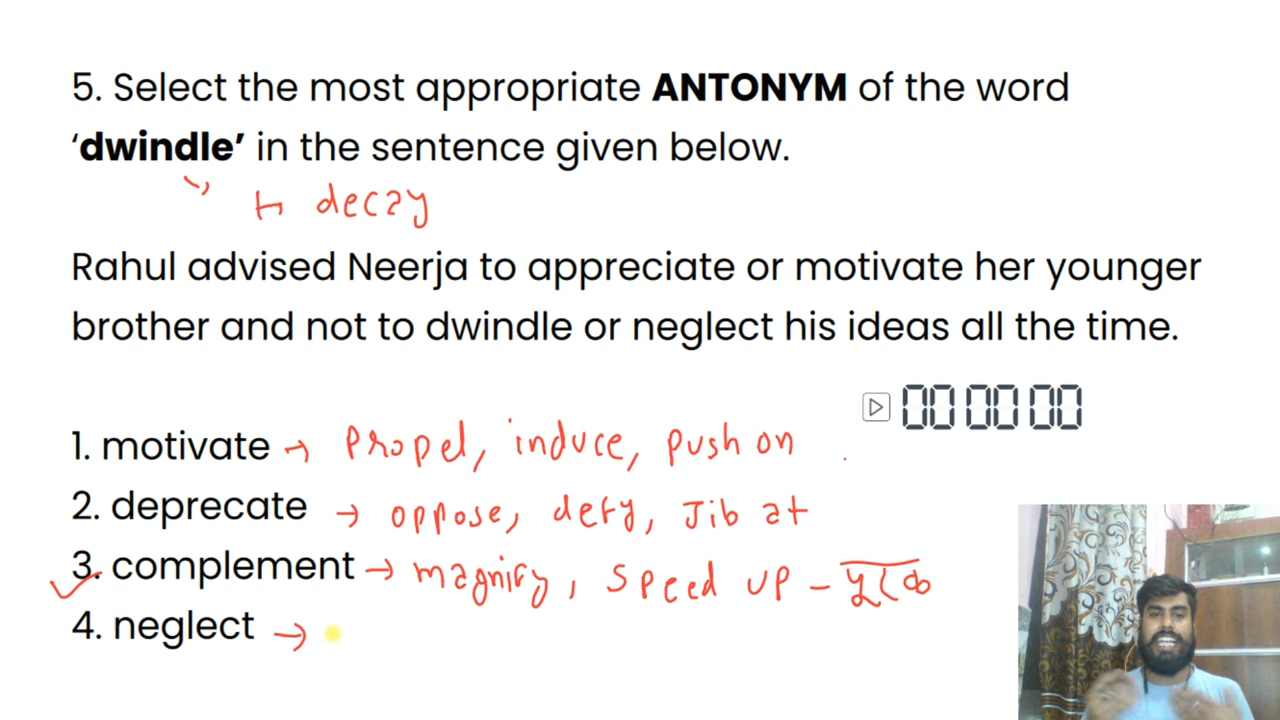 5. Select the most appropriate ANTONYM of the word
‘dwindle’ in the sentence given below.
↦ decay
Rahul advised Neerja to appreciate or motivate her younger
brother and not to dwindle or neglect his ideas all the time.
00 00 00
1. motivate → Propel, induce, push on
2. deprecate → oppose, defy, Jib at
3. complement → magnify, speed up – पूरक
4. neglect →